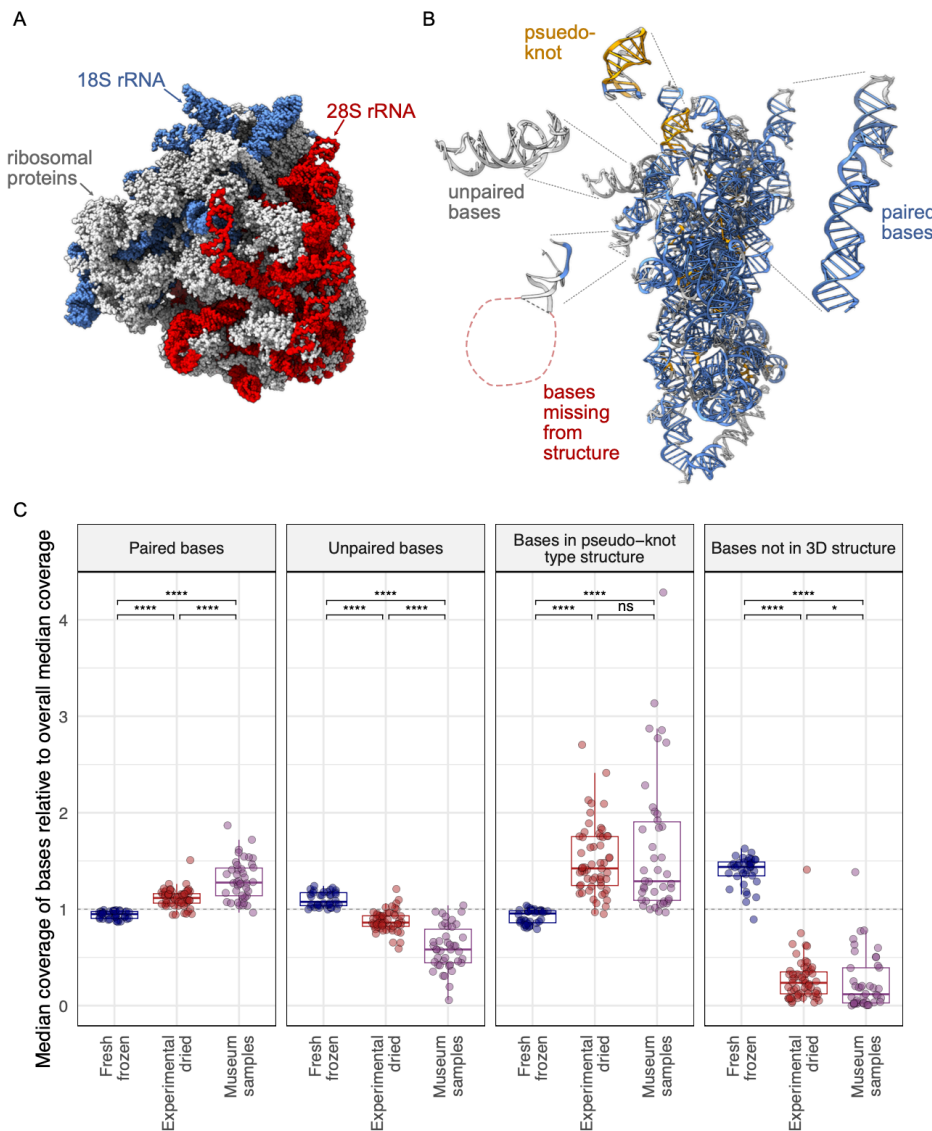 A
18S rRNA
28S rRNA
ribosomal
proteins
B
psuedo-
knot
unpaired
bases
paired
bases
bases
missing
from
structure
C
Median coverage of bases relative to overall median coverage
Paired bases
Unpaired bases
Bases in pseudo-knot
type structure
Bases not in 3D structure
****
**** ****
****
**** ****
****
**** ns
****
**** *
4
3
2
1
0
Fresh
frozen
Experimental
dried
Museum
samples
Fresh
frozen
Experimental
dried
Museum
samples
Fresh
frozen
Experimental
dried
Museum
samples
Fresh
frozen
Experimental
dried
Museum
samples